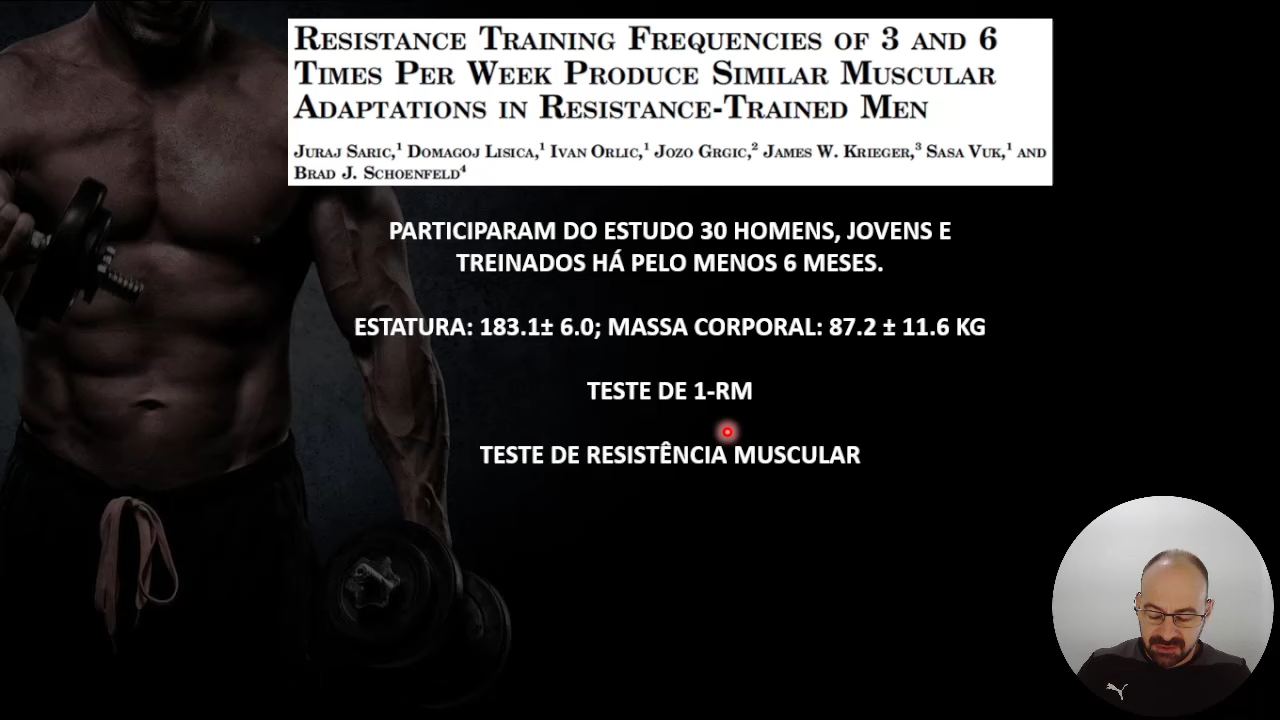 RESISTANCE TRAINING FREQUENCIES OF 3 AND 6
TIMES PER WEEK PRODUCE SIMILAR MUSCULAR
ADAPTATIONS IN RESISTANCE-TRAINED MEN
JURAJ SARIC,¹ DOMAGOJ LISICA,¹ IVAN ORLIC,¹ JOZO GRGIC,² JAMES W. KRIEGER,³ SASA VUK,¹ AND
BRAD J. SCHOENFELD⁴
PARTICIPARAM DO ESTUDO 30 HOMENS, JOVENS E
TREINADOS HÁ PELO MENOS 6 MESES.
ESTATURA: 183.1± 6.0; MASSA CORPORAL: 87.2 ± 11.6 KG
TESTE DE 1-RM
TESTE DE RESISTÊNCIA MUSCULAR